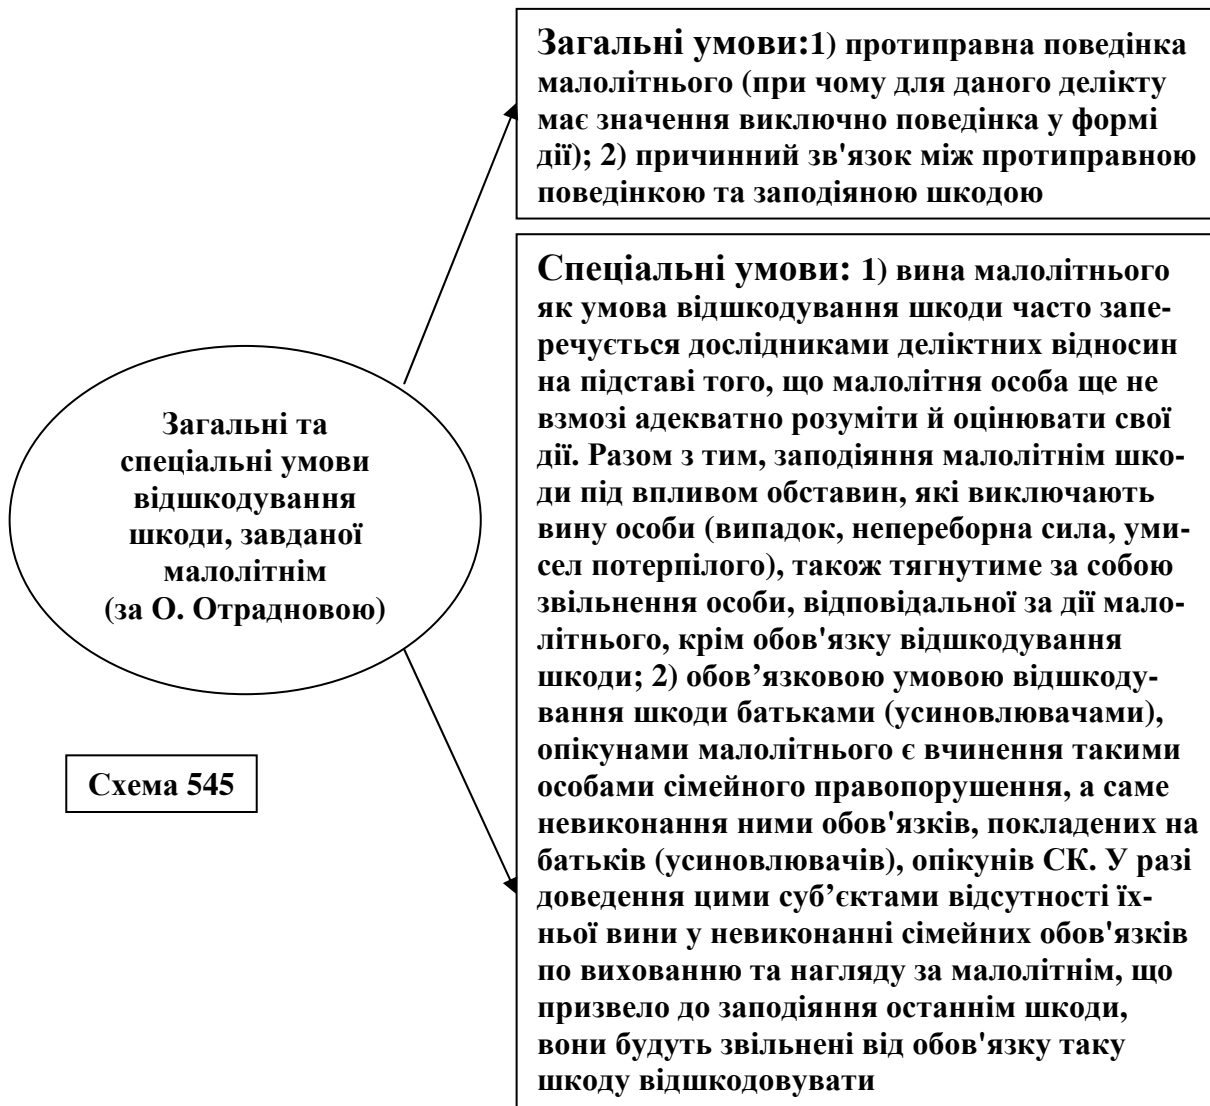 Загальні умови:1) протиправна поведінка
малолітнього (при чому для даного делікту
має значення виключно поведінка у формі
дії); 2) причинний зв'язок між протиправною
поведінкою та заподіяною шкодою
Спеціальні умови: 1) вина малолітнього
як умова відшкодування шкоди часто запе-
речується дослідниками деліктних відносин
на підставі того, що малолітня особа ще не
взмозі адекватно розуміти й оцінювати свої
дії. Разом з тим, заподіяння малолітнім шко-
ди під впливом обставин, які виключають
вину особи (випадок, непереборна сила, уми-
сел потерпілого), також тягнутиме за собою
звільнення особи, відповідальної за дії мало-
літнього, крім обов'язку відшкодування
шкоди; 2) обов’язковою умовою відшкоду-
вання шкоди батьками (усиновлювачами),
опікунами малолітнього є вчинення такими
особами сімейного правопорушення, а саме
невиконання ними обов'язків, покладених на
батьків (усиновлювачів), опікунів СК. У разі
доведення цими суб’єктами відсутності їх-
ньої вини у невиконанні сімейних обов'язків
по вихованню та нагляду за малолітнім, що
призвело до заподіяння останнім шкоди,
вони будуть звільнені від обов'язку таку
шкоду відшкодовувати
Загальні та
спеціальні умови
відшкодування
шкоди, завданої
малолітнім
(за О. Отрадновою)
Схема 545